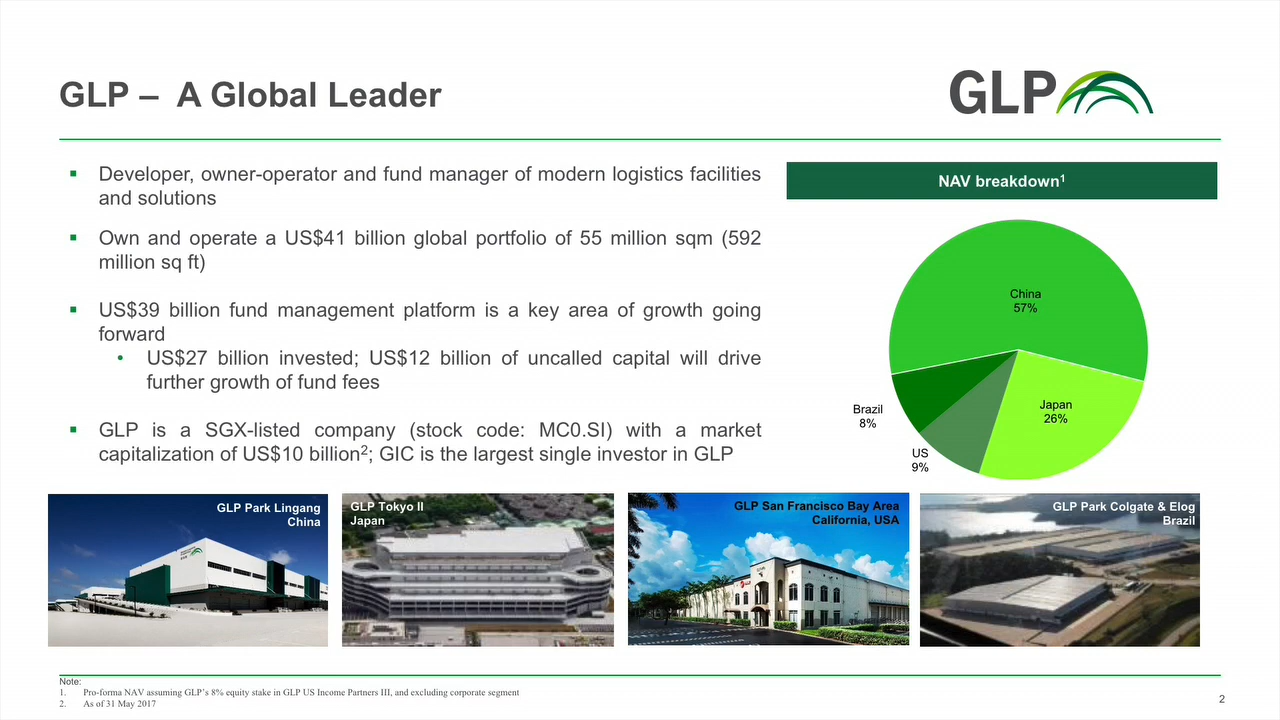 GLP – A Global Leader
GLP
▪ Developer, owner-operator and fund manager of modern logistics facilities
and solutions
▪ Own and operate a US$41 billion global portfolio of 55 million sqm (592
million sq ft)
▪ US$39 billion fund management platform is a key area of growth going
forward
• US$27 billion invested; US$12 billion of uncalled capital will drive
further growth of fund fees
▪ GLP is a SGX-listed company (stock code: MC0.SI) with a market
capitalization of US$10 billion²; GIC is the largest single investor in GLP
NAV breakdown¹
China
57%
Japan
26%
Brazil
8%
US
9%
GLP Park Lingang
China
GLP Tokyo II
Japan
GLP San Francisco Bay Area
California, USA
GLP Park Colgate & Elog
Brazil
Note:
1. Pro-forma NAV assuming GLP's 8% equity stake in GLP US Income Partners III, and excluding corporate segment
2. As of 31 May 2017
2